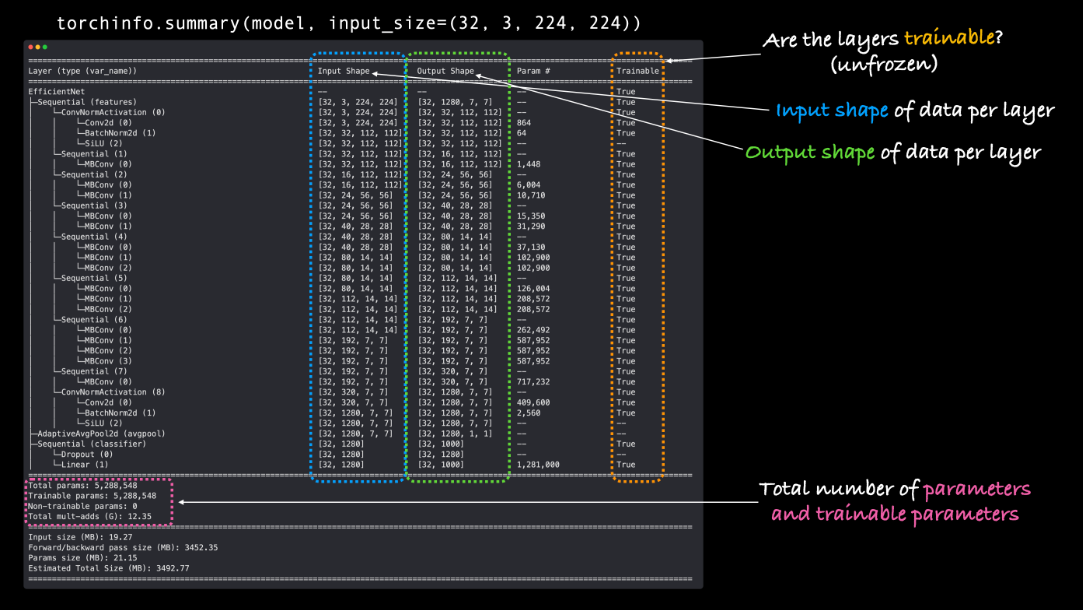 torchinfo.summary(model, input_size=(32, 3, 224, 224))
Are the layers trainable?
(unfrozen)
Input shape of data per layer
Output shape of data per layer
Layer (type (var_name)) Input Shape Output Shape Param # Trainable
EfficientNet —— —— —— True
├─Sequential (features) [32, 3, 224, 224] [32, 1280, 7, 7] —— True
│ └─ConvNormActivation (0) [32, 3, 224, 224] [32, 32, 112, 112] —— True
│ │ └─Conv2d (0) [32, 3, 224, 224] [32, 32, 112, 112] 864 True
│ │ └─BatchNorm2d (1) [32, 32, 112, 112] [32, 32, 112, 112] 64 True
│ │ └─SiLU (2) [32, 32, 112, 112] [32, 32, 112, 112] —— ——
│ └─Sequential (1) [32, 32, 112, 112] [32, 16, 112, 112] —— True
│ │ └─MBConv (0) [32, 32, 112, 112] [32, 16, 112, 112] 1,448 True
│ └─Sequential (2) [32, 16, 112, 112] [32, 24, 56, 56] —— True
│ │ └─MBConv (0) [32, 16, 112, 112] [32, 24, 56, 56] 6,004 True
│ │ └─MBConv (1) [32, 24, 56, 56] [32, 24, 56, 56] 10,710 True
│ └─Sequential (3) [32, 24, 56, 56] [32, 40, 28, 28] —— True
│ │ └─MBConv (0) [32, 24, 56, 56] [32, 40, 28, 28] 15,350 True
│ │ └─MBConv (1) [32, 40, 28, 28] [32, 40, 28, 28] 31,290 True
│ └─Sequential (4) [32, 40, 28, 28] [32, 80, 14, 14] —— True
│ │ └─MBConv (0) [32, 40, 28, 28] [32, 80, 14, 14] 37,130 True
│ │ └─MBConv (1) [32, 80, 14, 14] [32, 80, 14, 14] 102,900 True
│ │ └─MBConv (2) [32, 80, 14, 14] [32, 80, 14, 14] 102,900 True
│ └─Sequential (5) [32, 80, 14, 14] [32, 112, 14, 14] —— True
│ │ └─MBConv (0) [32, 80, 14, 14] [32, 112, 14, 14] 126,004 True
│ │ └─MBConv (1) [32, 112, 14, 14] [32, 112, 14, 14] 208,572 True
│ │ └─MBConv (2) [32, 112, 14, 14] [32, 112, 14, 14] 208,572 True
│ └─Sequential (6) [32, 112, 14, 14] [32, 192, 7, 7] —— True
│ │ └─MBConv (0) [32, 112, 14, 14] [32, 192, 7, 7] 262,492 True
│ │ └─MBConv (1) [32, 192, 7, 7] [32, 192, 7, 7] 587,952 True
│ │ └─MBConv (2) [32, 192, 7, 7] [32, 192, 7, 7] 587,952 True
│ │ └─MBConv (3) [32, 192, 7, 7] [32, 192, 7, 7] 587,952 True
│ └─Sequential (7) [32, 192, 7, 7] [32, 320, 7, 7] —— True
│ │ └─MBConv (0) [32, 192, 7, 7] [32, 320, 7, 7] 717,232 True
│ └─ConvNormActivation (8) [32, 320, 7, 7] [32, 1280, 7, 7] —— True
│ │ └─Conv2d (0) [32, 320, 7, 7] [32, 1280, 7, 7] 409,600 True
│ │ └─BatchNorm2d (1) [32, 1280, 7, 7] [32, 1280, 7, 7] 2,560 True
│ │ └─SiLU (2) [32, 1280, 7, 7] [32, 1280, 7, 7] —— ——
├─AdaptiveAvgPool2d (avgpool) [32, 1280, 7, 7] [32, 1280, 1, 1] —— ——
├─Sequential (classifier) [32, 1280] [32, 1000] —— True
│ └─Dropout (0) [32, 1280] [32, 1280] —— ——
│ └─Linear (1) [32, 1280] [32, 1000] 1,281,000 True
Total params: 5,288,548
Trainable params: 5,288,548
Non-trainable params: 0
Total mult-adds (G): 12.35
Total number of parameters
and trainable parameters
Input size (MB): 19.27
Forward/backward pass size (MB): 3452.35
Params size (MB): 21.15
Estimated Total Size (MB): 3492.77